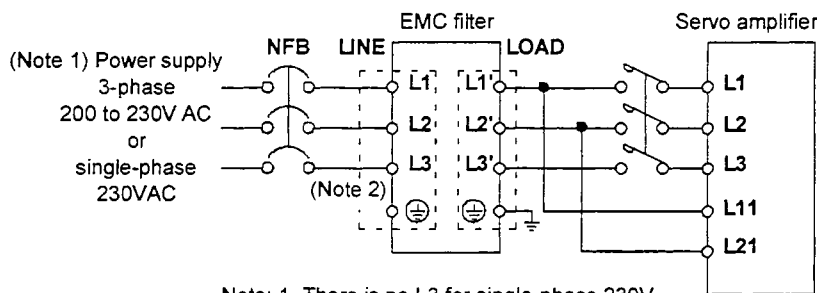 EMC filter
Servo amplifier
NFB
LINE
LOAD
(Note 1) Power supply
3-phase
200 to 230V AC
or
single-phase
230VAC
(Note 2)
L1
L2
L3
L1'
L2'
L3'
L1
L2
L3
L11
L21
Note: 1. There is no L3 for single-phase 230V